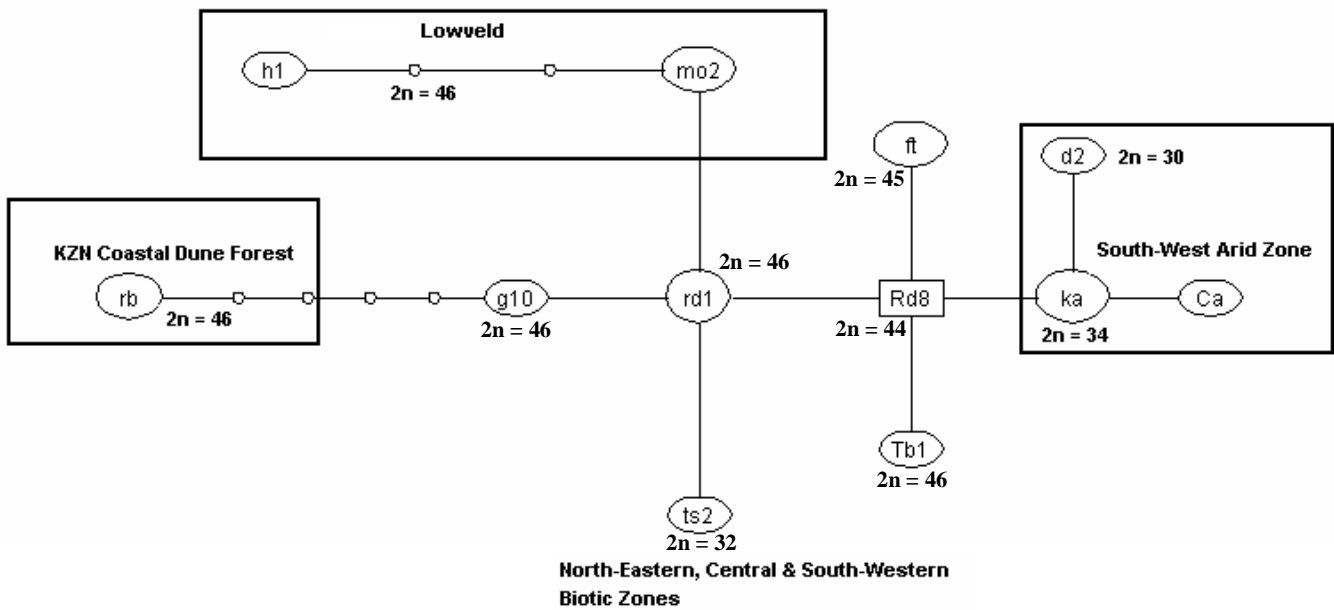 Lowveld
h1
mo2
2n = 46
ft
2n = 45
d2
2n = 30
KZN Coastal Dune Forest
South-West Arid Zone
2n = 46
rb
g10
rd1
Rd8
ka
Ca
2n = 46
2n = 46
2n = 44
2n = 34
Tb1
2n = 46
ts2
2n = 32
North-Eastern, Central & South-Western
Biotic Zones